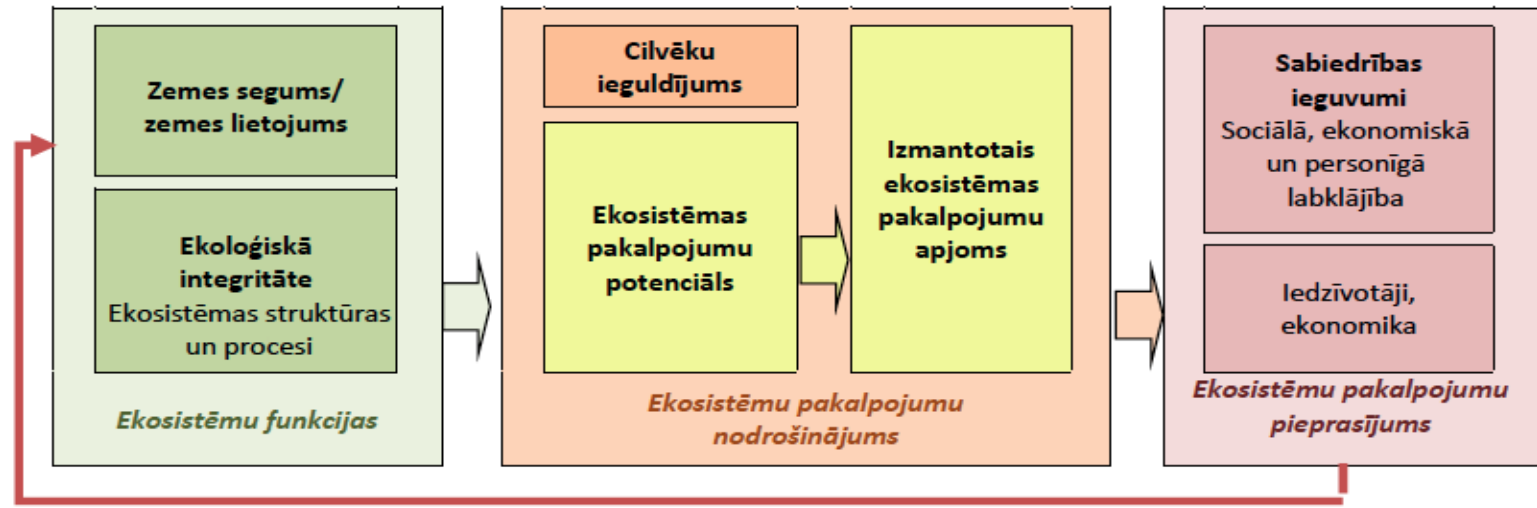 Zemes segums/
zemes lietojums
Ekoloģiskā
integritāte
Ekosistēmas struktūras
un procesi
Ekosistēmu funkcijas
Cilvēku
ieguldījums
Ekosistēmas
pakalpojumu
potenciāls
Izmantotais
ekosistēmas
pakalpojumu
apjoms
Ekosistēmu pakalpojumu
nodrošinājums
Sabiedrības
ieguvumi
Sociālā, ekonomiskā
un personīgā
labklājība
Iedzīvotāji,
ekonomika
Ekosistēmu pakalpojumu
pieprasījums